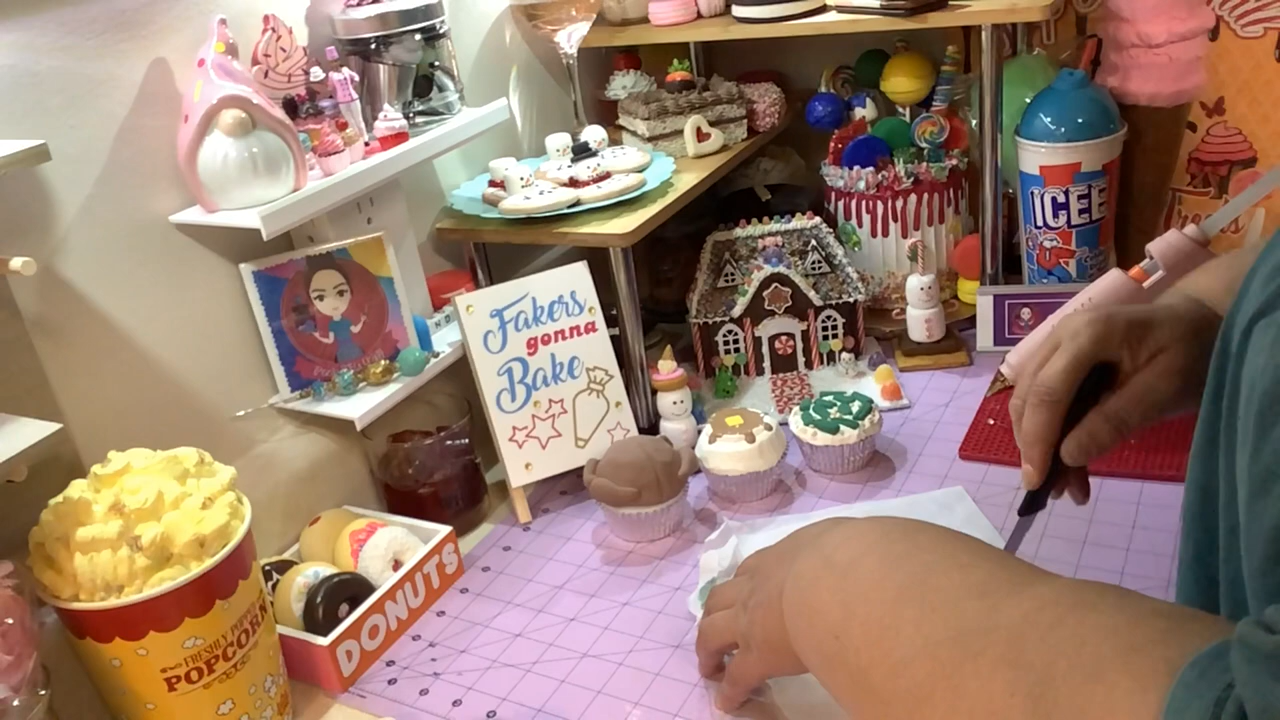 Fakers
gonna
Bake
ICEE
DONUTS
FRESHLY POPPED
POPCORN